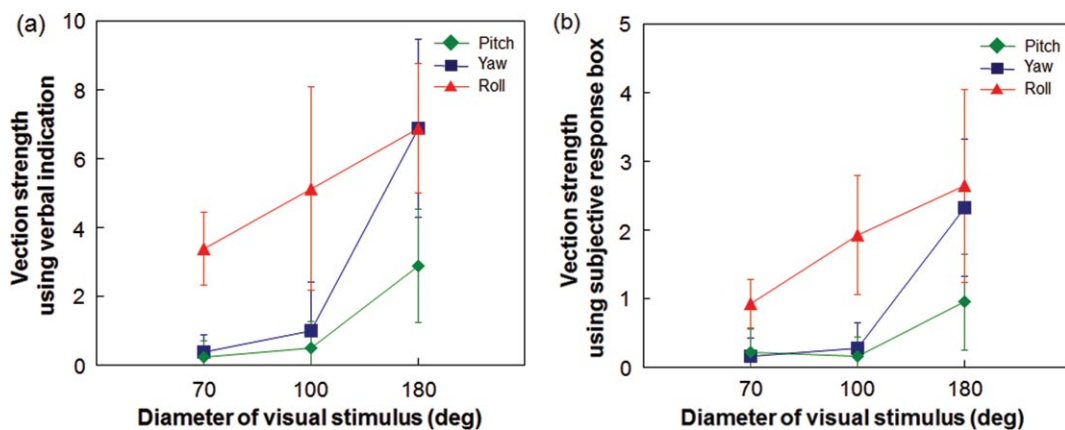 (a)
Vection strength
using verbal indication
10
8
6
4
2
0
Pitch
Yaw
Roll
70 100 180
Diameter of visual stimulus (deg)
(b)
Vection strength
using subjective response box
5
4
3
2
1
0
Pitch
Yaw
Roll
70 100 180
Diameter of visual stimulus (deg)